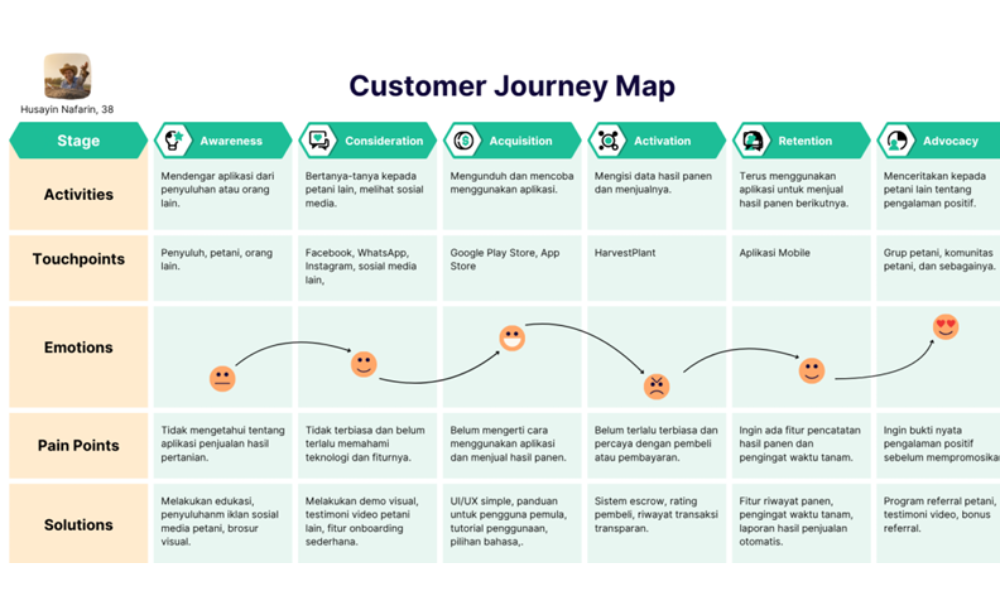 Customer Journey Map
Husayin Nafarin, 38
Stage
Awareness
Consideration
Acquisition
Activation
Retention
Advocacy
Activities
Mendengar aplikasi dari
penyuluhan atau orang
lain.
Bertanya-tanya kepada
petani lain, melihat sosial
media.
Mengunduh dan mencoba
menggunakan aplikasi.
Mengisi data hasil panen
dan menjualnya.
Terus menggunakan
aplikasi untuk menjual
hasil panen berikutnya.
Menceritakan kepada
petani lain tentang
pengalaman positif.
Touchpoints
Penyuluh, petani, orang
lain.
Facebook, WhatsApp,
Instagram, sosial media
lain,
Google Play Store, App
Store
HarvestPlant
Aplikasi Mobile
Grup petani, komunitas
petani, dan sebagainya.
Emotions
Pain Points
Tidak mengetahui tentang
aplikasi penjualan hasil
pertanian.
Tidak terbiasa dan belum
terlalu memahami
teknologi dan fiturnya.
Belum mengerti cara
menggunakan aplikasi
dan menjual hasil panen.
Belum terlalu terbiasa dan
percaya dengan pembeli
atau pembayaran.
Ingin ada fitur pencatatan
hasil panen dan
pengingat waktu tanam.
Ingin bukti nyata
pengalaman positif
sebelum mempromosika
Solutions
Melakukan edukasi,
penyuluhanm iklan sosial
media petani, brosur
visual.
Melakukan demo visual,
testimoni video petani
lain, fitur onboarding
sederhana.
UI/UX simple, panduan
untuk pengguna pemula,
tutorial penggunaan,
pilihan bahasa,.
Sistem escrow, rating
pembeli, riwayat transaksi
transparan.
Fitur riwayat panen,
pengingat waktu tanam,
laporan hasil penjualan
otomatis.
Program referral petani,
testimoni video, bonus
referral.